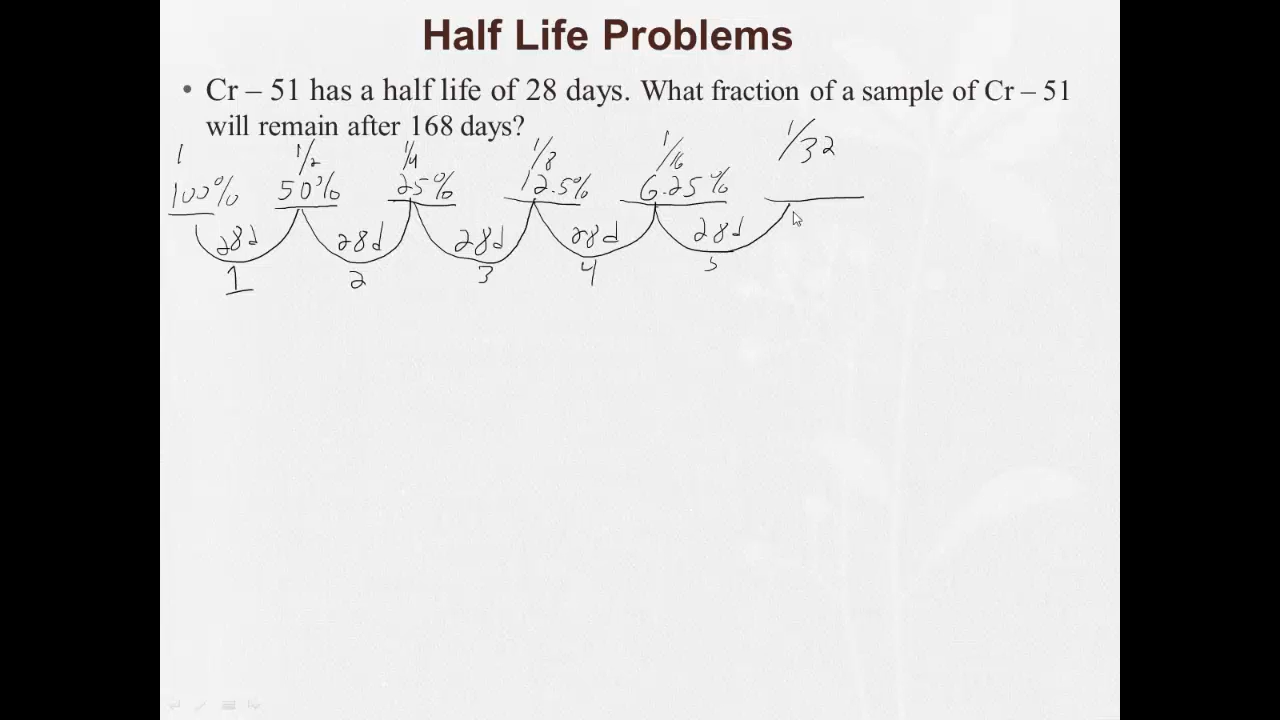 Half Life Problems
• Cr – 51 has a half life of 28 days. What fraction of a sample of Cr – 51
will remain after 168 days?
1 1/2 1/4 1/8 1/16 1/32
100% 50% 25% 12.5% 6.25%
28d 28d 28d 28d 28d
1 2 3 4 5